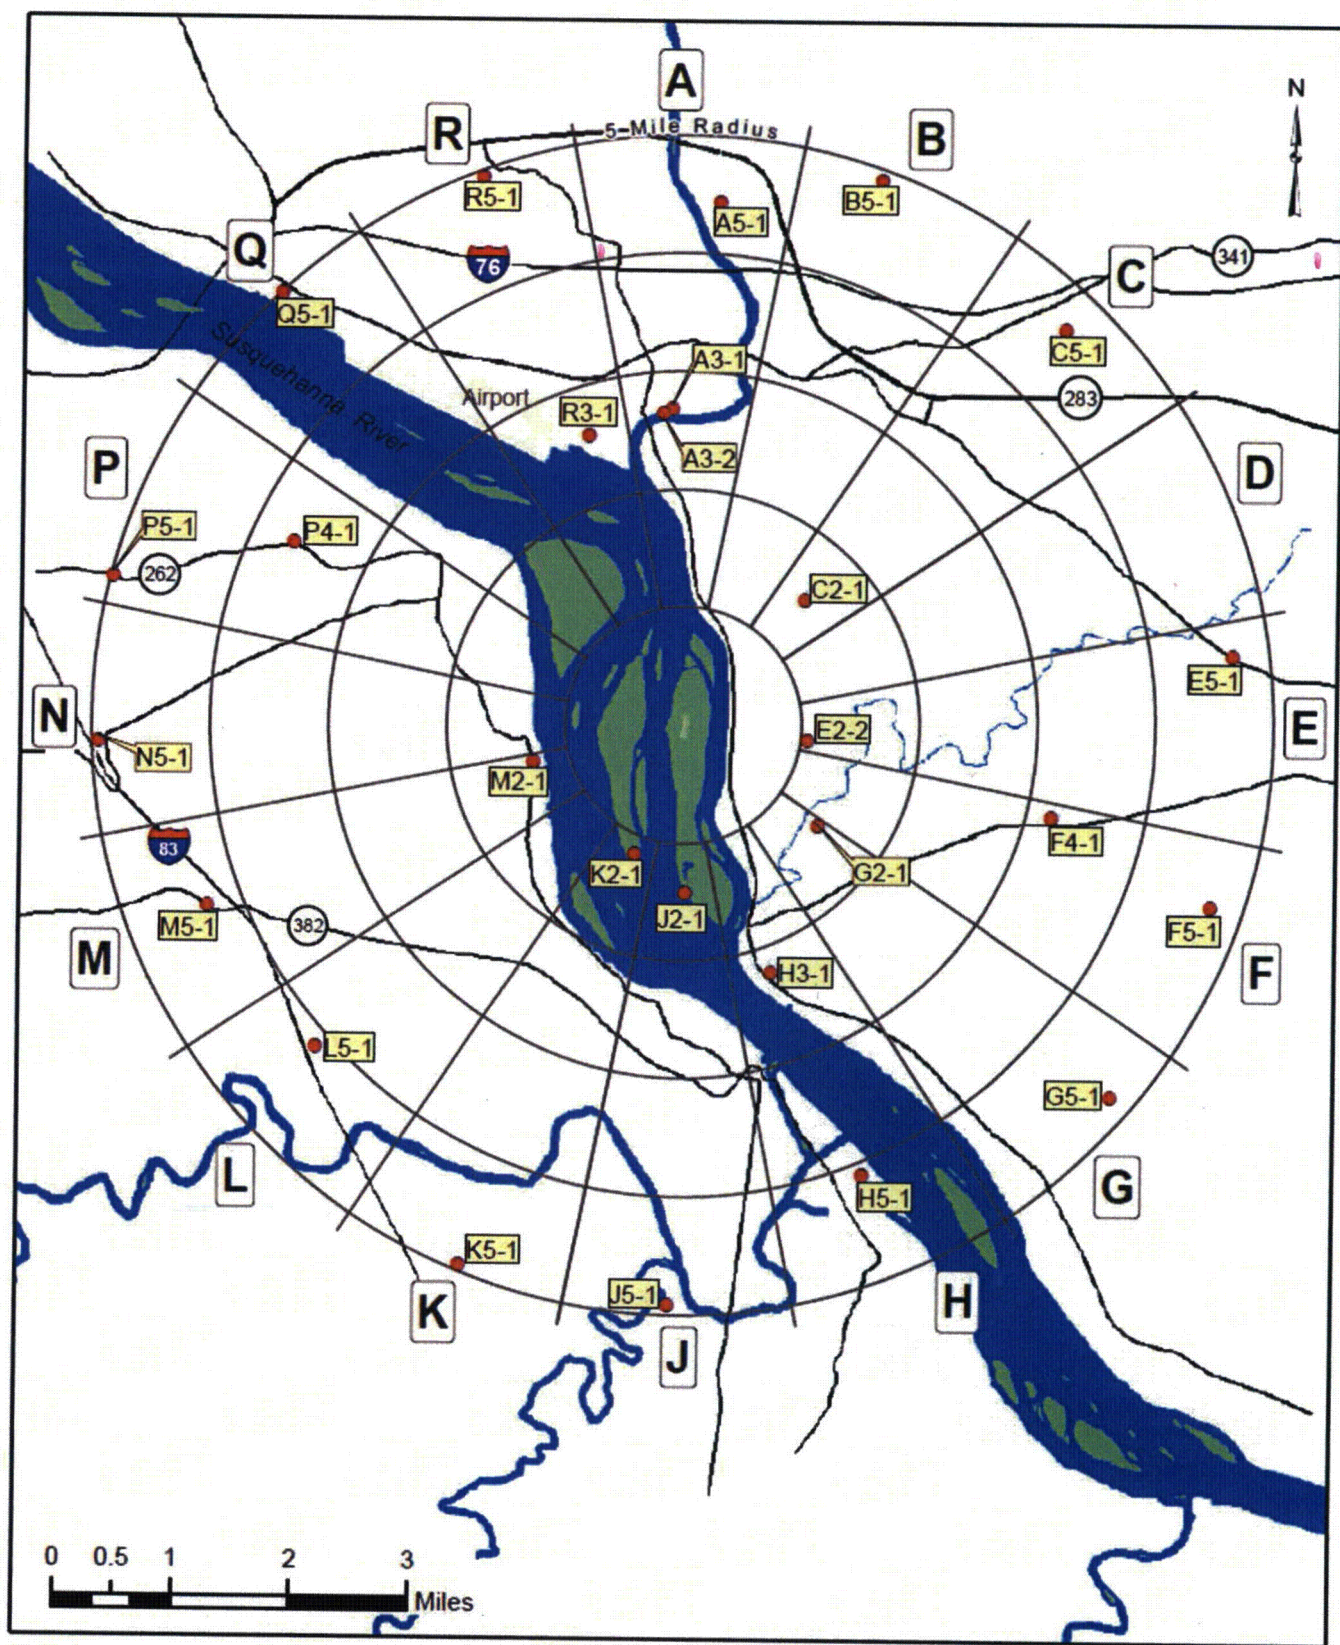 A
N
R
5-Mile Radius
B
R5-1
A5-1
B5-1
Q
76
C
341
Q5-1
Susquehanna River
A3-1
C5-1
Airport
R3-1
283
A3-2
P
D
P5-1
P4-1
262
C2-1
E5-1
N
E2-2
E
N5-1
M2-1
83
F4-1
K2-1
G2-1
M5-1
382
J2-1
F5-1
M
H3-1
F
L5-1
G5-1
L
H5-1
G
K5-1
J5-1
H
K
J
0 0.5 1 2 3
Miles